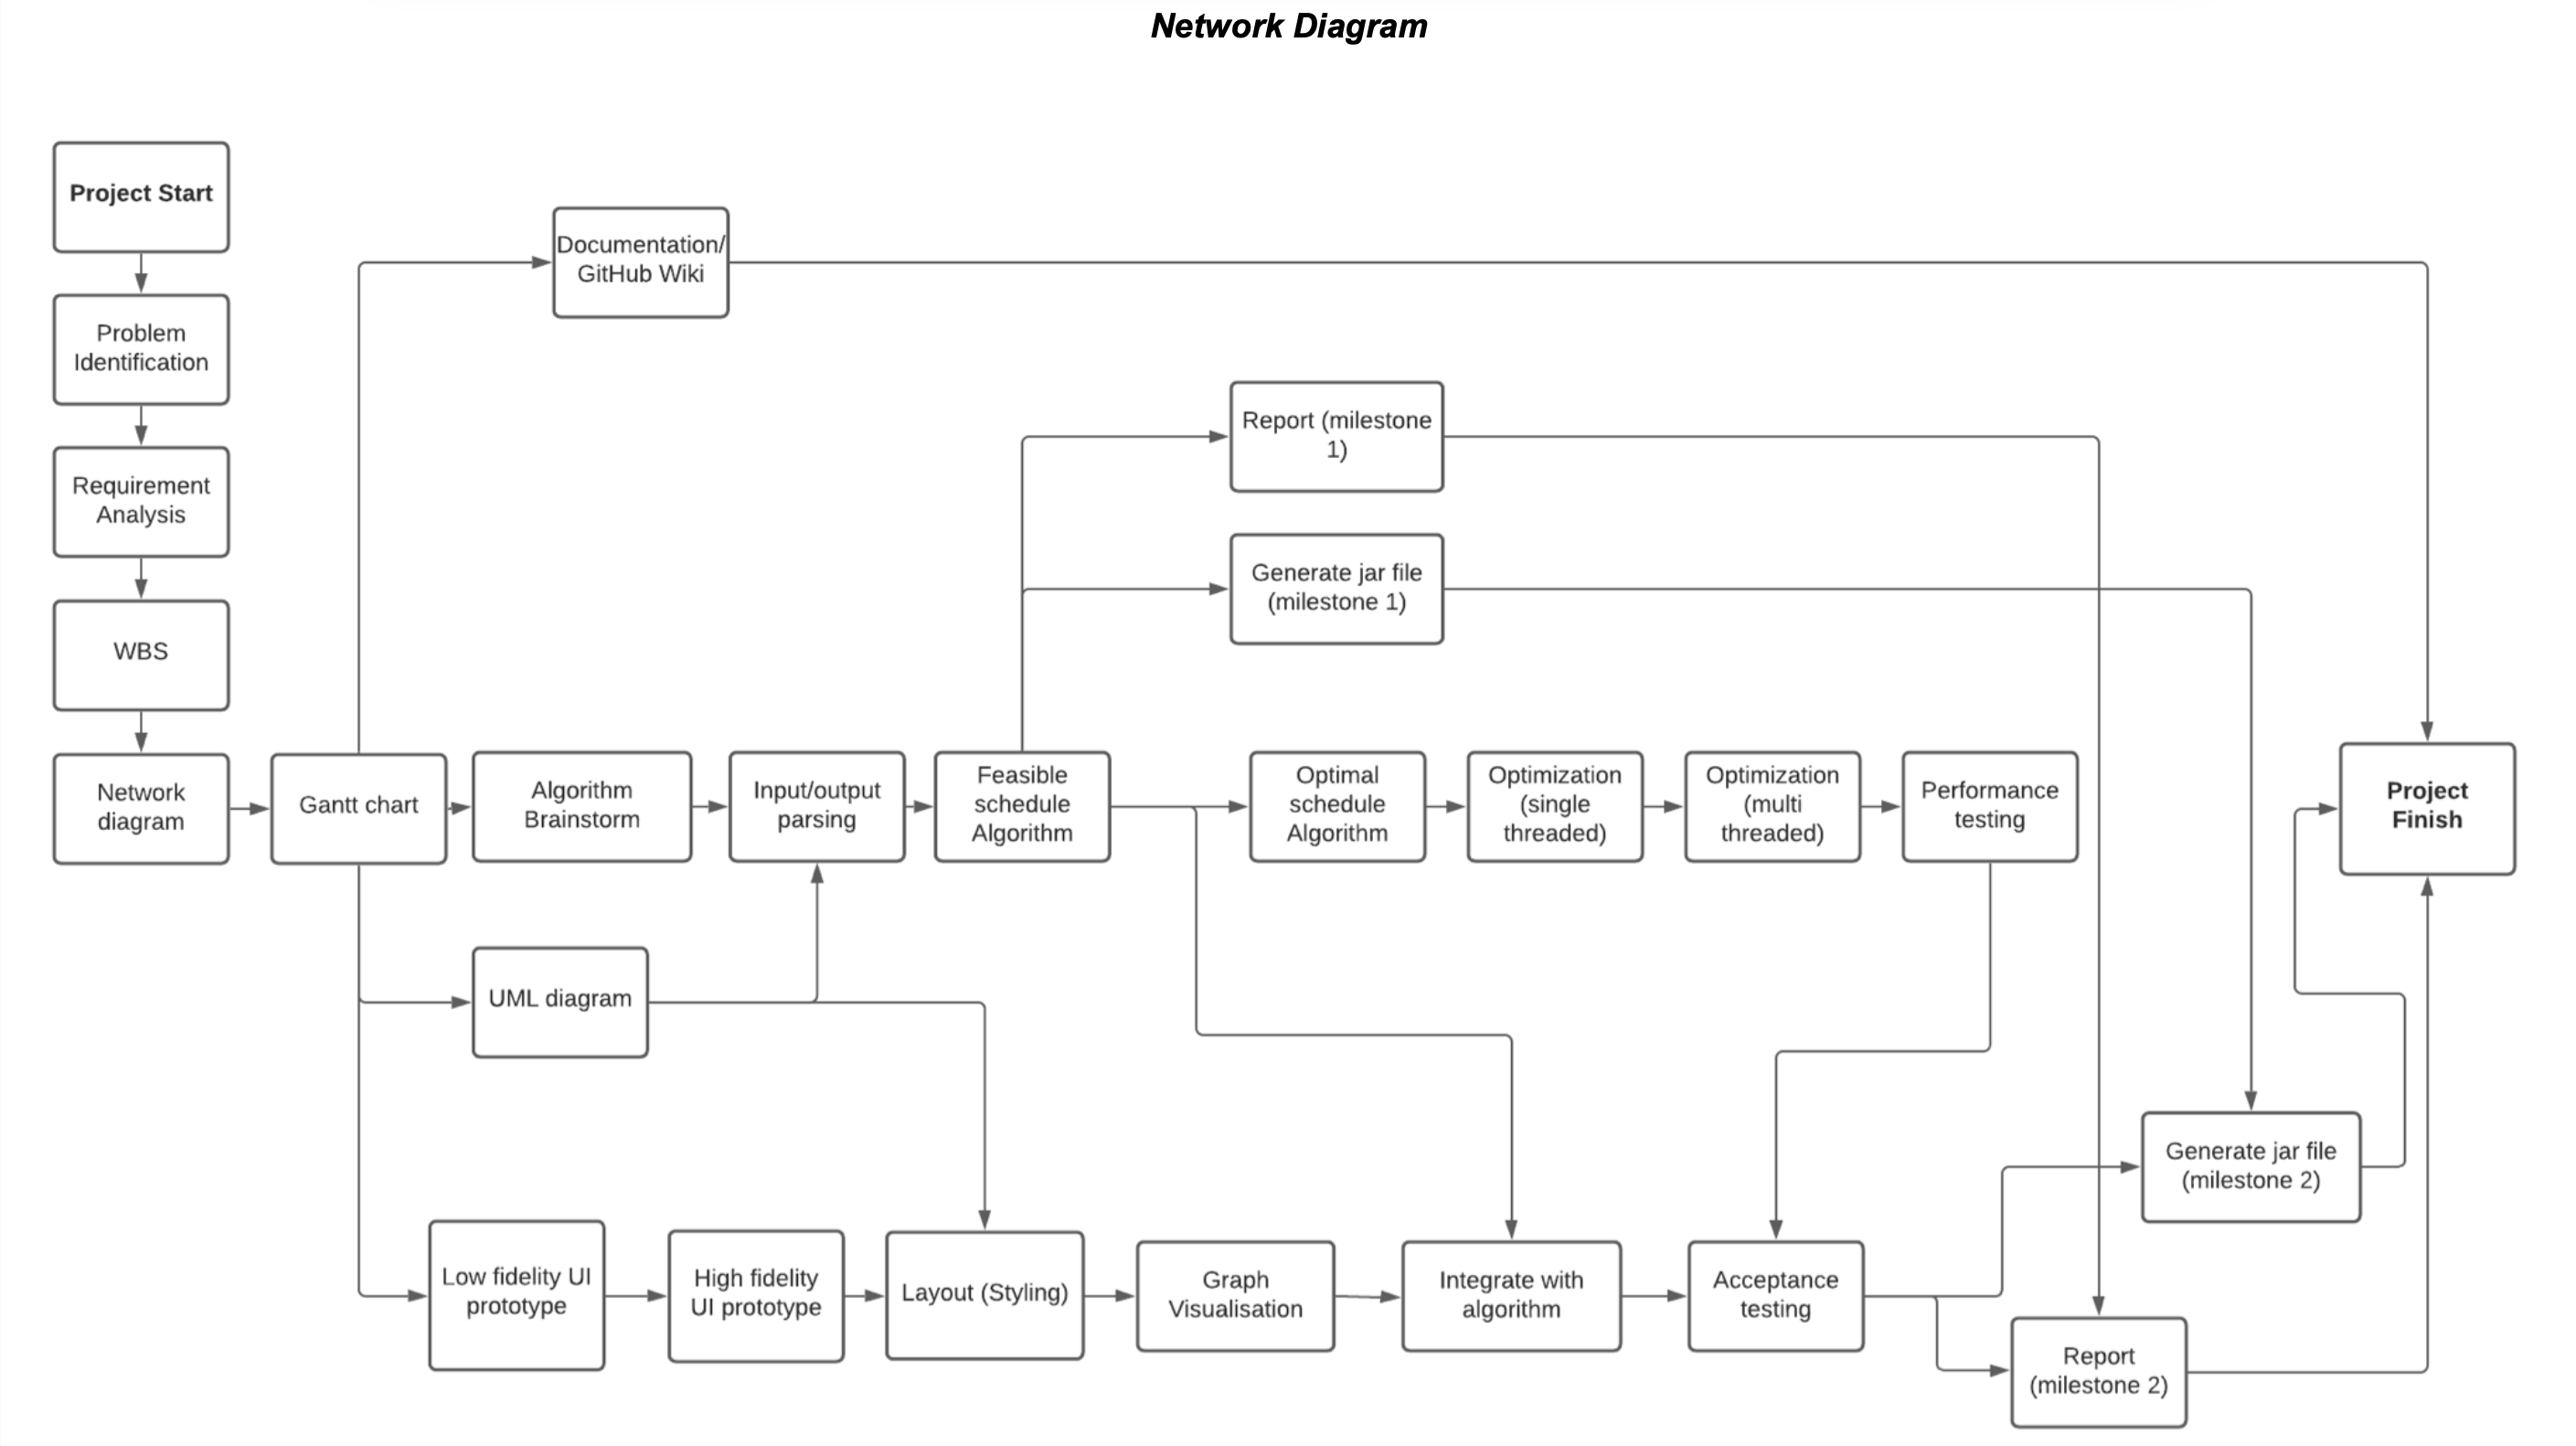 Network Diagram
Project Start
Problem
Identification
Requirement
Analysis
WBS
Network
diagram
Gantt chart
Documentation/
GitHub Wiki
Report (milestone
1)
Generate jar file
(milestone 1)
Algorithm
Brainstorm
Input/output
parsing
Feasible
schedule
Algorithm
Optimal
schedule
Algorithm
Optimization
(single
threaded)
Optimization
(multi
threaded)
Performance
testing
Project
Finish
UML diagram
Generate jar file
(milestone 2)
Low fidelity UI
prototype
High fidelity
UI prototype
Layout (Styling)
Graph
Visualisation
Integrate with
algorithm
Acceptance
testing
Report
(milestone 2)